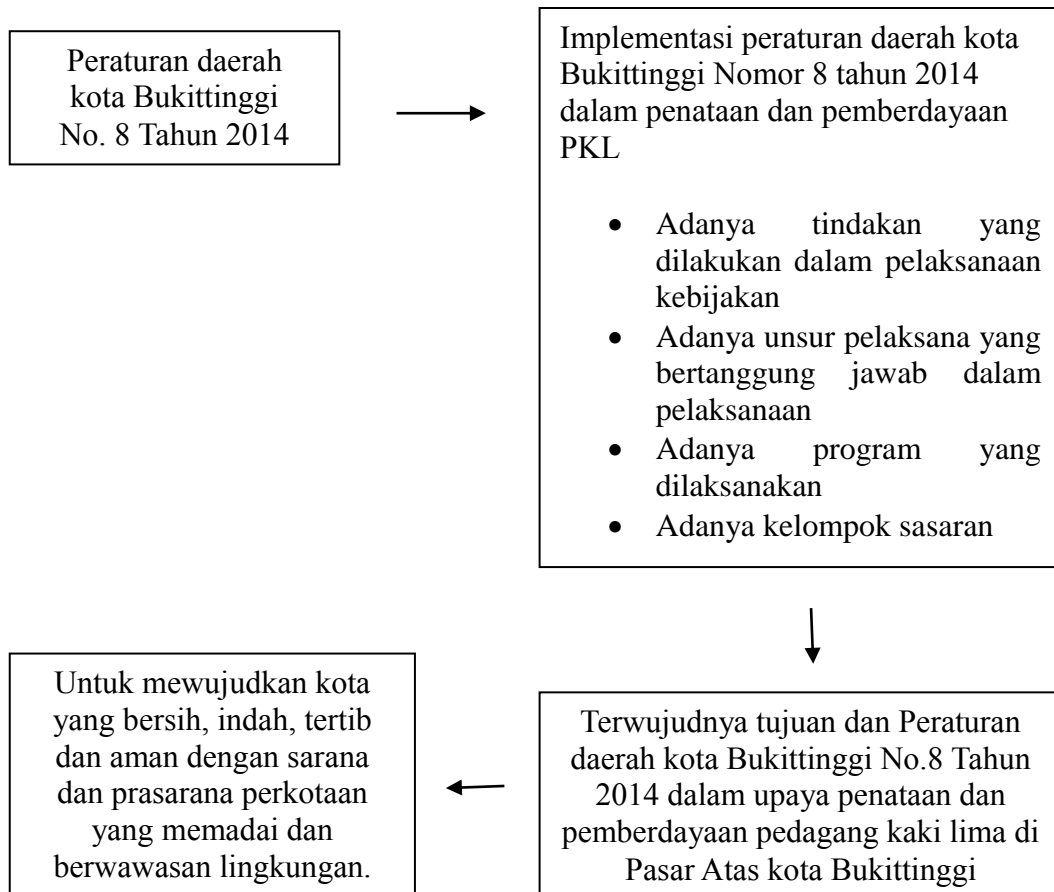 Peraturan daerah
kota Bukittinggi
No. 8 Tahun 2014
Implementasi peraturan daerah kota
Bukittinggi Nomor 8 tahun 2014
dalam penataan dan pemberdayaan
PKL
• Adanya tindakan yang
dilakukan dalam pelaksanaan
kebijakan
• Adanya unsur pelaksana yang
bertanggung jawab dalam
pelaksanaan
• Adanya program yang
dilaksanakan
• Adanya kelompok sasaran
Terwujudnya tujuan dan Peraturan
daerah kota Bukittinggi No.8 Tahun
2014 dalam upaya penataan dan
pemberdayaan pedagang kaki lima di
Pasar Atas kota Bukittinggi
Untuk mewujudkan kota
yang bersih, indah, tertib
dan aman dengan sarana
dan prasarana perkotaan
yang memadai dan
berwawasan lingkungan.